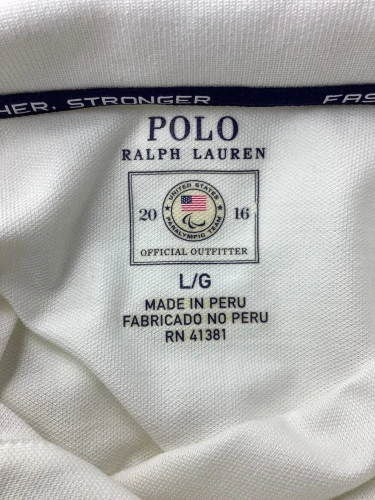 HER, STRONGER FAS
POLO
RALPH LAUREN
UNITED STATES
20 16
PARALYMPIC TEAM
OFFICIAL OUTFITTER
L/G
MADE IN PERU
FABRICADO NO PERU
RN 41381